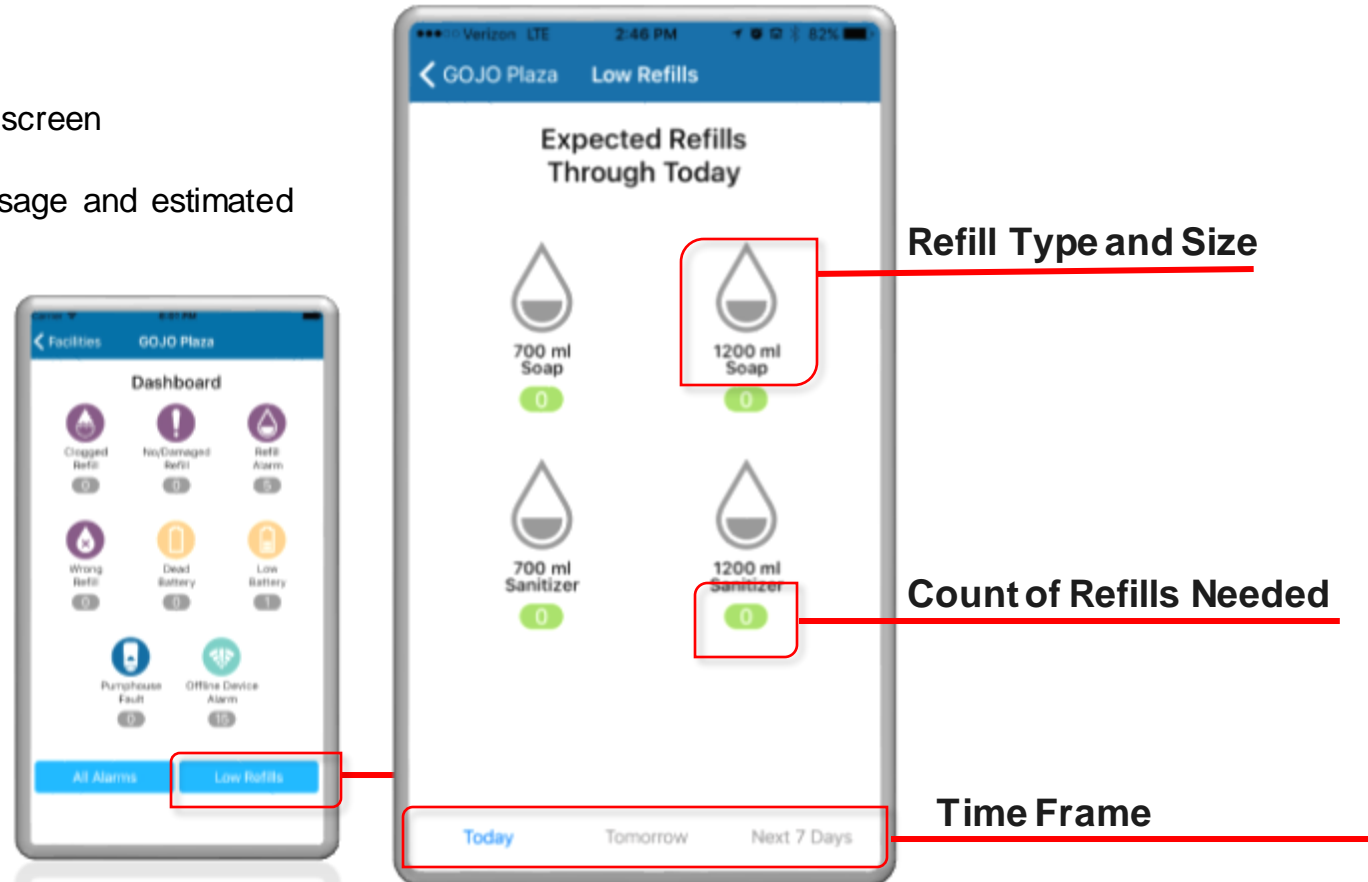 screen
sage and estimated
Facilities GOJO Plaza
Dashboard
Clogged
Refill
0
No/Damaged
Refill
0
Refill
Alarm
5
Wrong
Refill
0
Dead
Battery
0
Low
Battery
1
Pumphouse
Fault
0
Offline Device
Alarm
15
All Alarms
Low Refills
Verizon LTE 2:46 PM 82%
GOJO Plaza Low Refills
Expected Refills
Through Today
700 ml
Soap
0
1200 ml
Soap
0
700 ml
Sanitizer
0
1200 ml
Sanitizer
0
Today Tomorrow Next 7 Days
Refill Type and Size
Count of Refills Needed
Time Frame